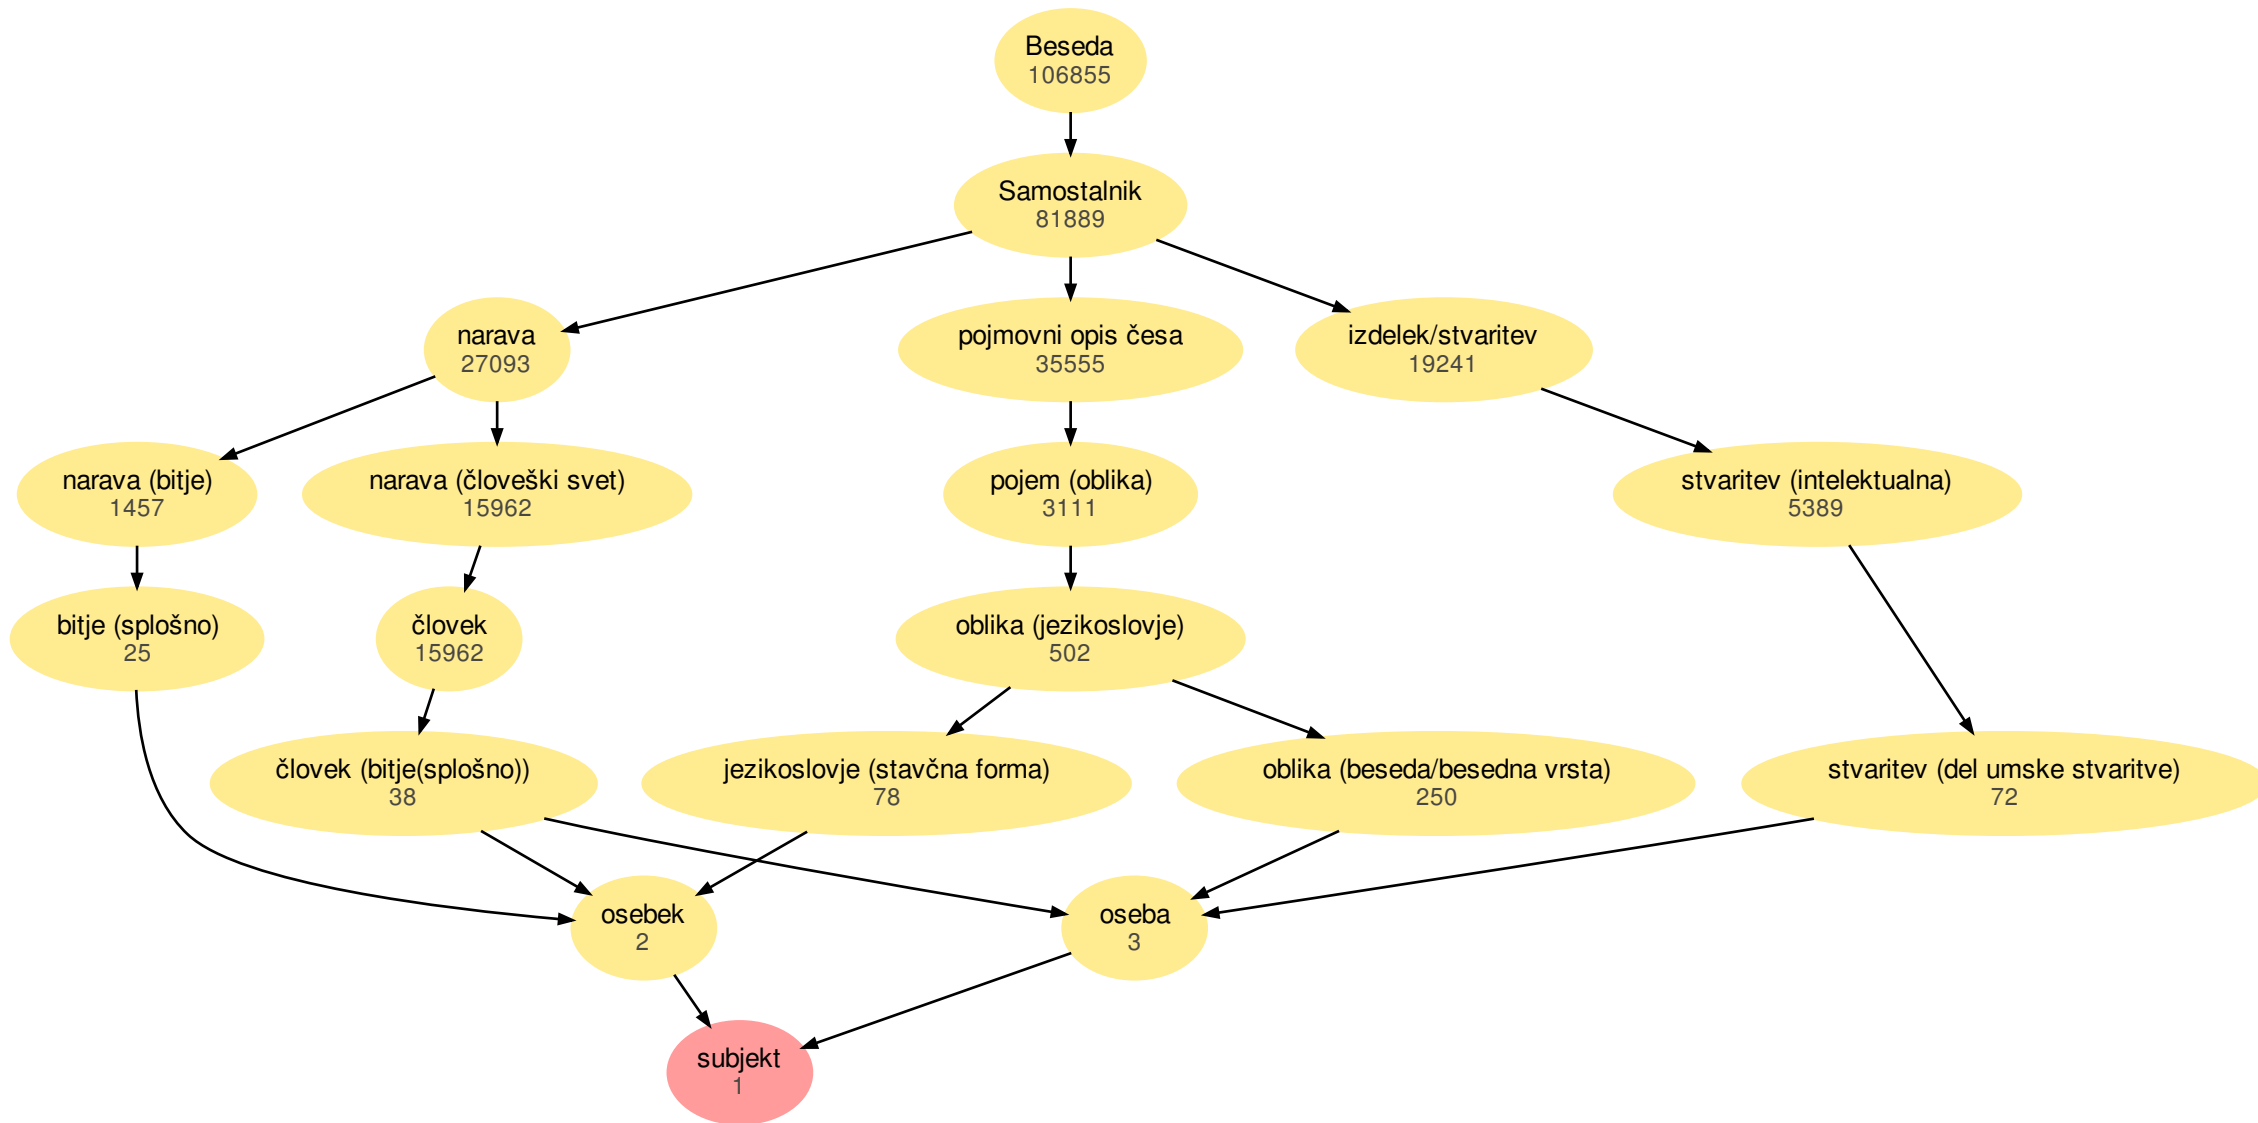 Beseda
106855
Samostalnik
81889
narava
27093
pojmovni opis česa
35555
izdelek/stvaritev
19241
narava (bitje)
1457
narava (človeški svet)
15962
pojem (oblika)
3111
stvaritev (intelektualna)
5389
bitje (splošno)
25
človek
15962
oblika (jezikoslovje)
502
človek (bitje(splošno))
38
jezikoslovje (stavčna forma)
78
oblika (beseda/besedna vrsta)
250
stvaritev (del umske stvaritve)
72
osebek
2
oseba
3
subjekt
1